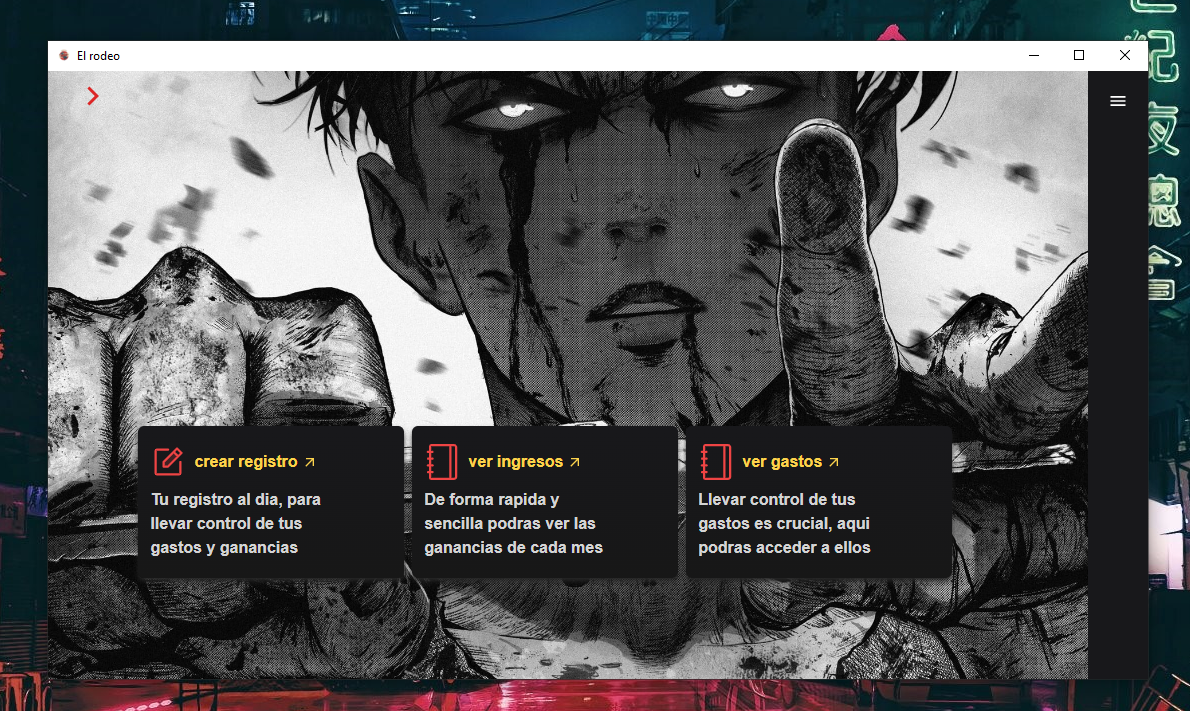 El rodeo
crear registro
Tu registro al dia, para
llevar control de tus
gastos y ganancias
ver ingresos
De forma rapida y
sencilla podras ver las
ganancias de cada mes
ver gastos
Llevar control de tus
gastos es crucial, aqui
podras acceder a ellos
夜